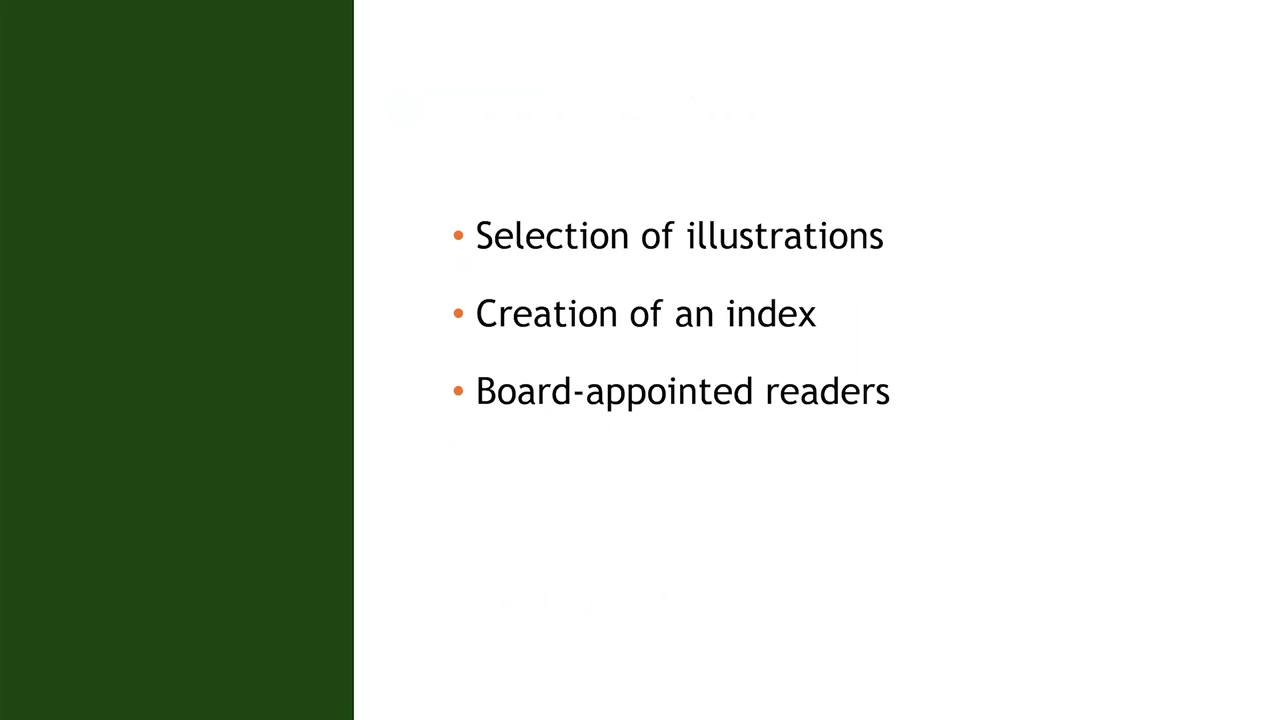 • Selection of illustrations
• Creation of an index
• Board-appointed readers